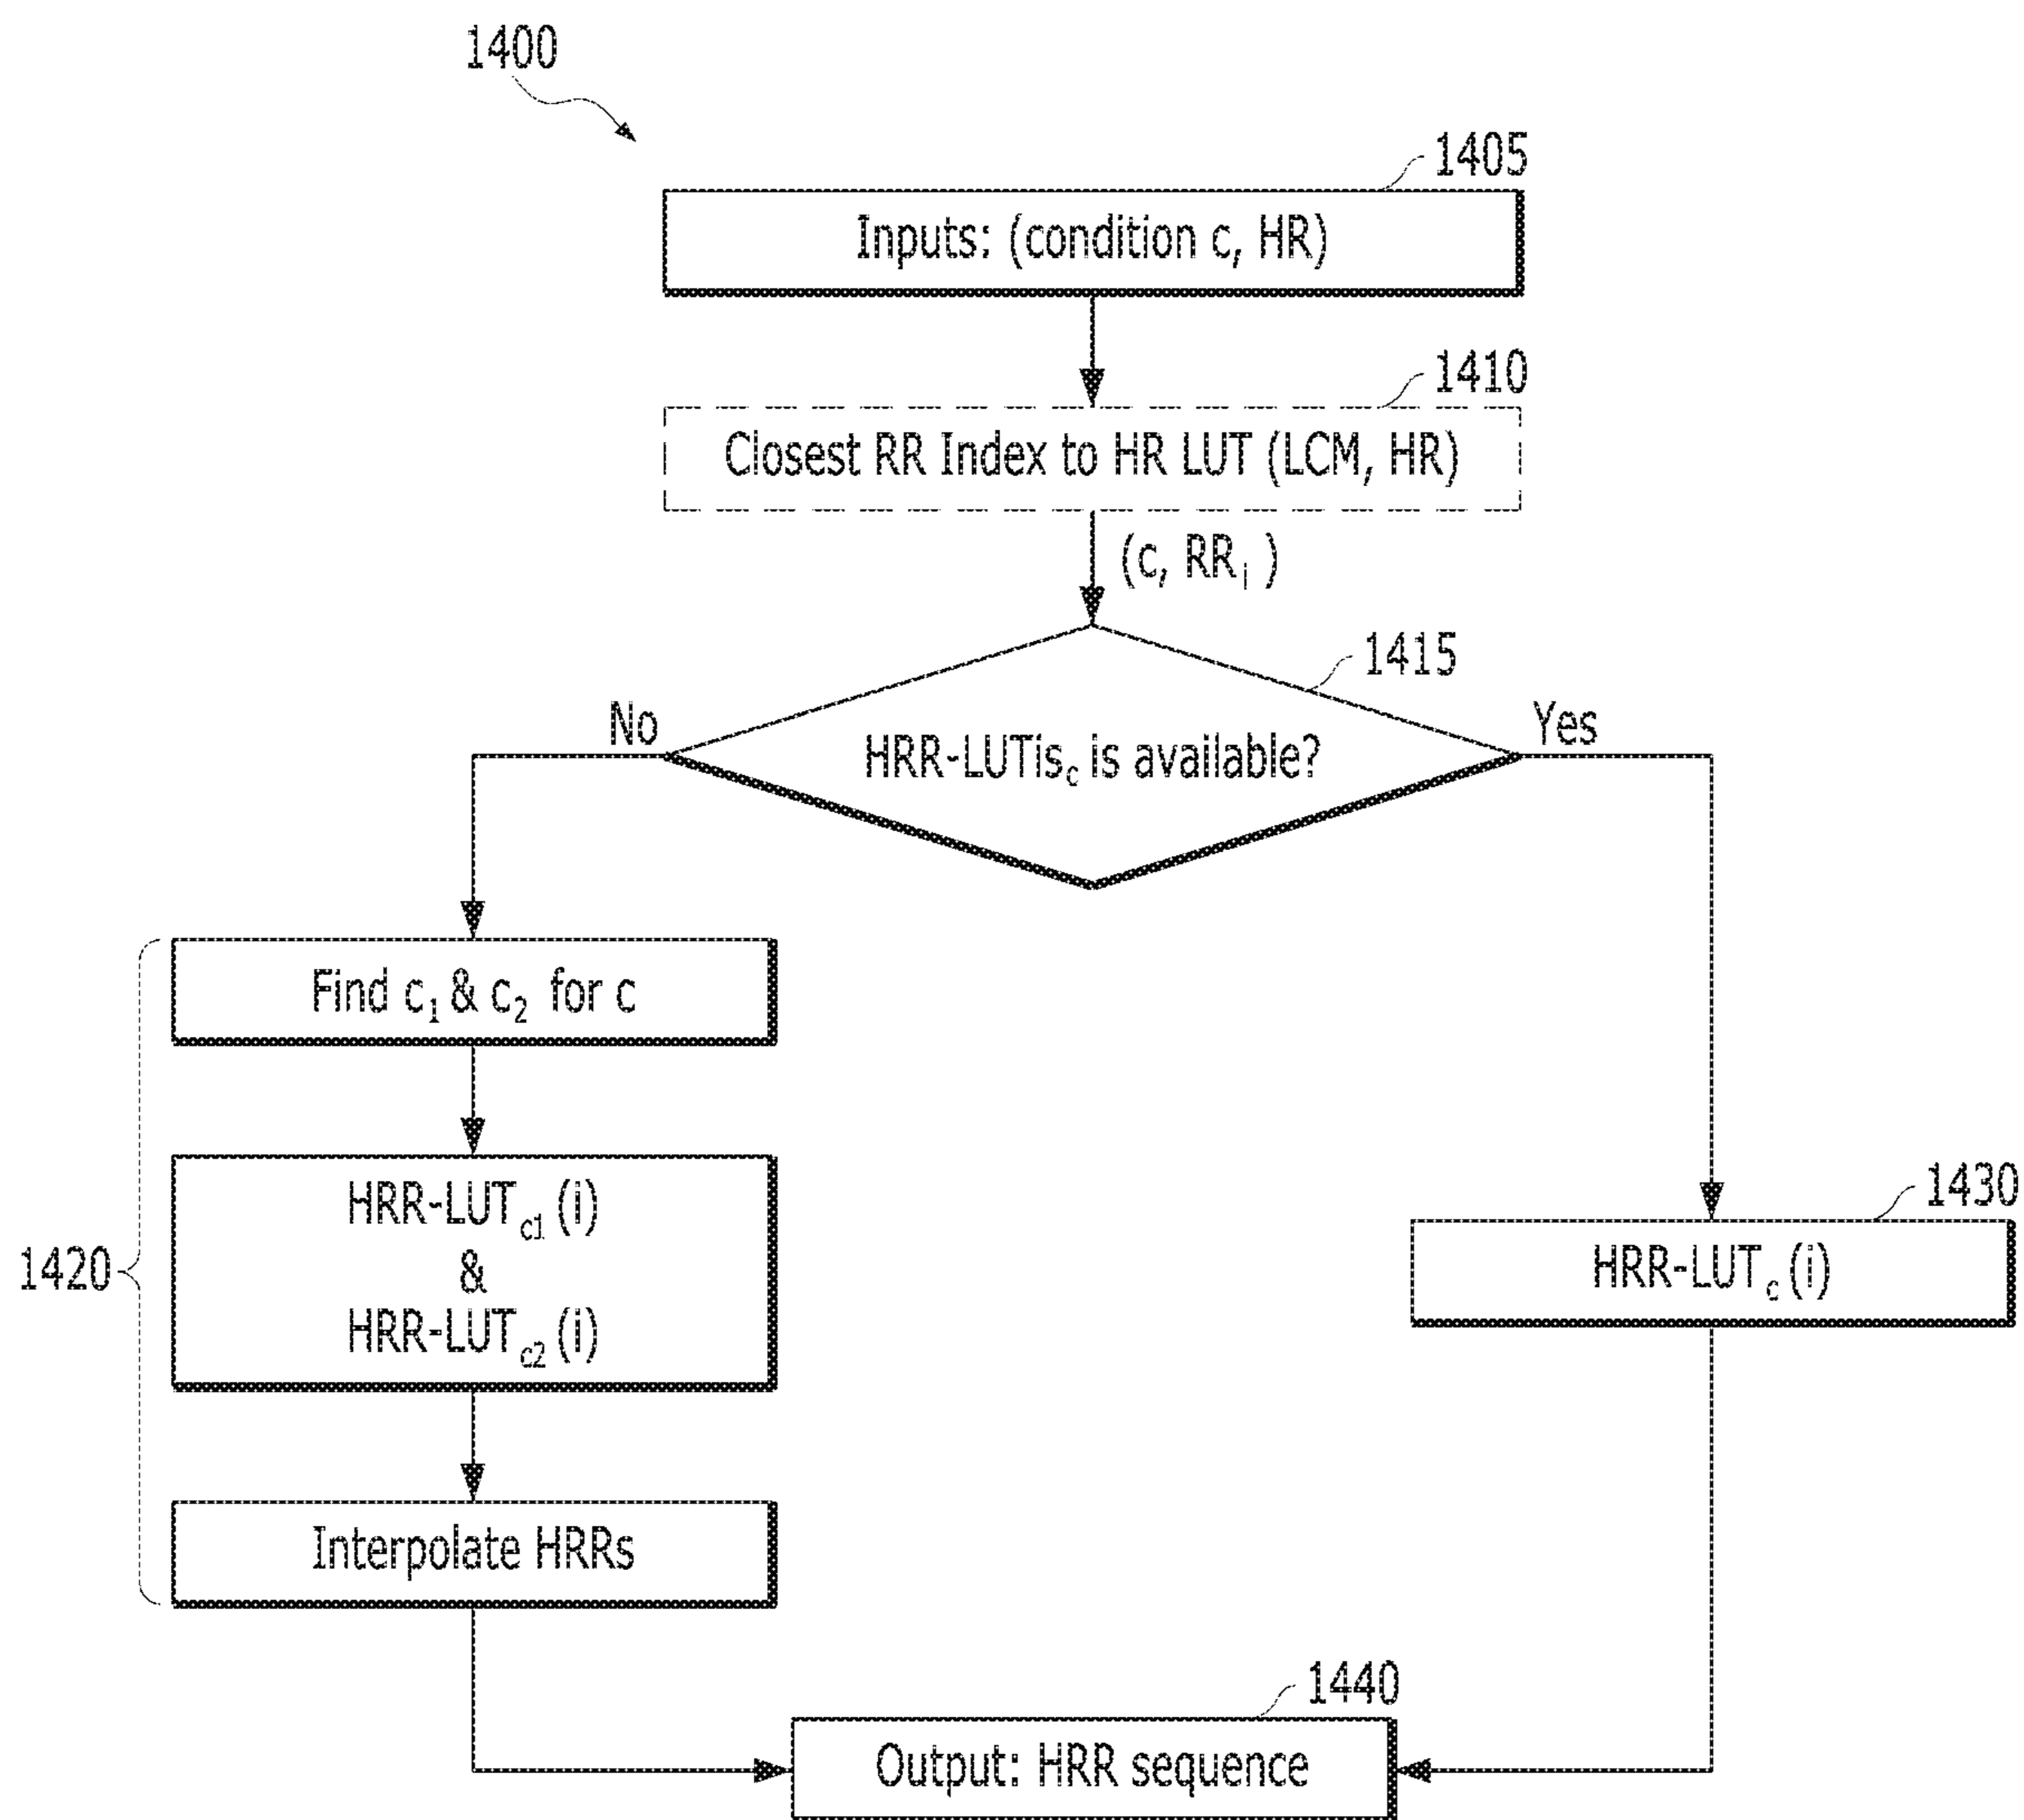 1400
1405
Inputs: (condition c, HR)
1410
Closest RR Index to HR LUT (LCM, HR)
(c, RRi )
1415
No
Yes
HRR-LUTisc is available?
Find c1 & c2 for c
HRR-LUTc1 (i)
&
HRR-LUTc2 (i)
1420
1430
HRR-LUTc (i)
Interpolate HRRs
1440
Output: HRR sequence